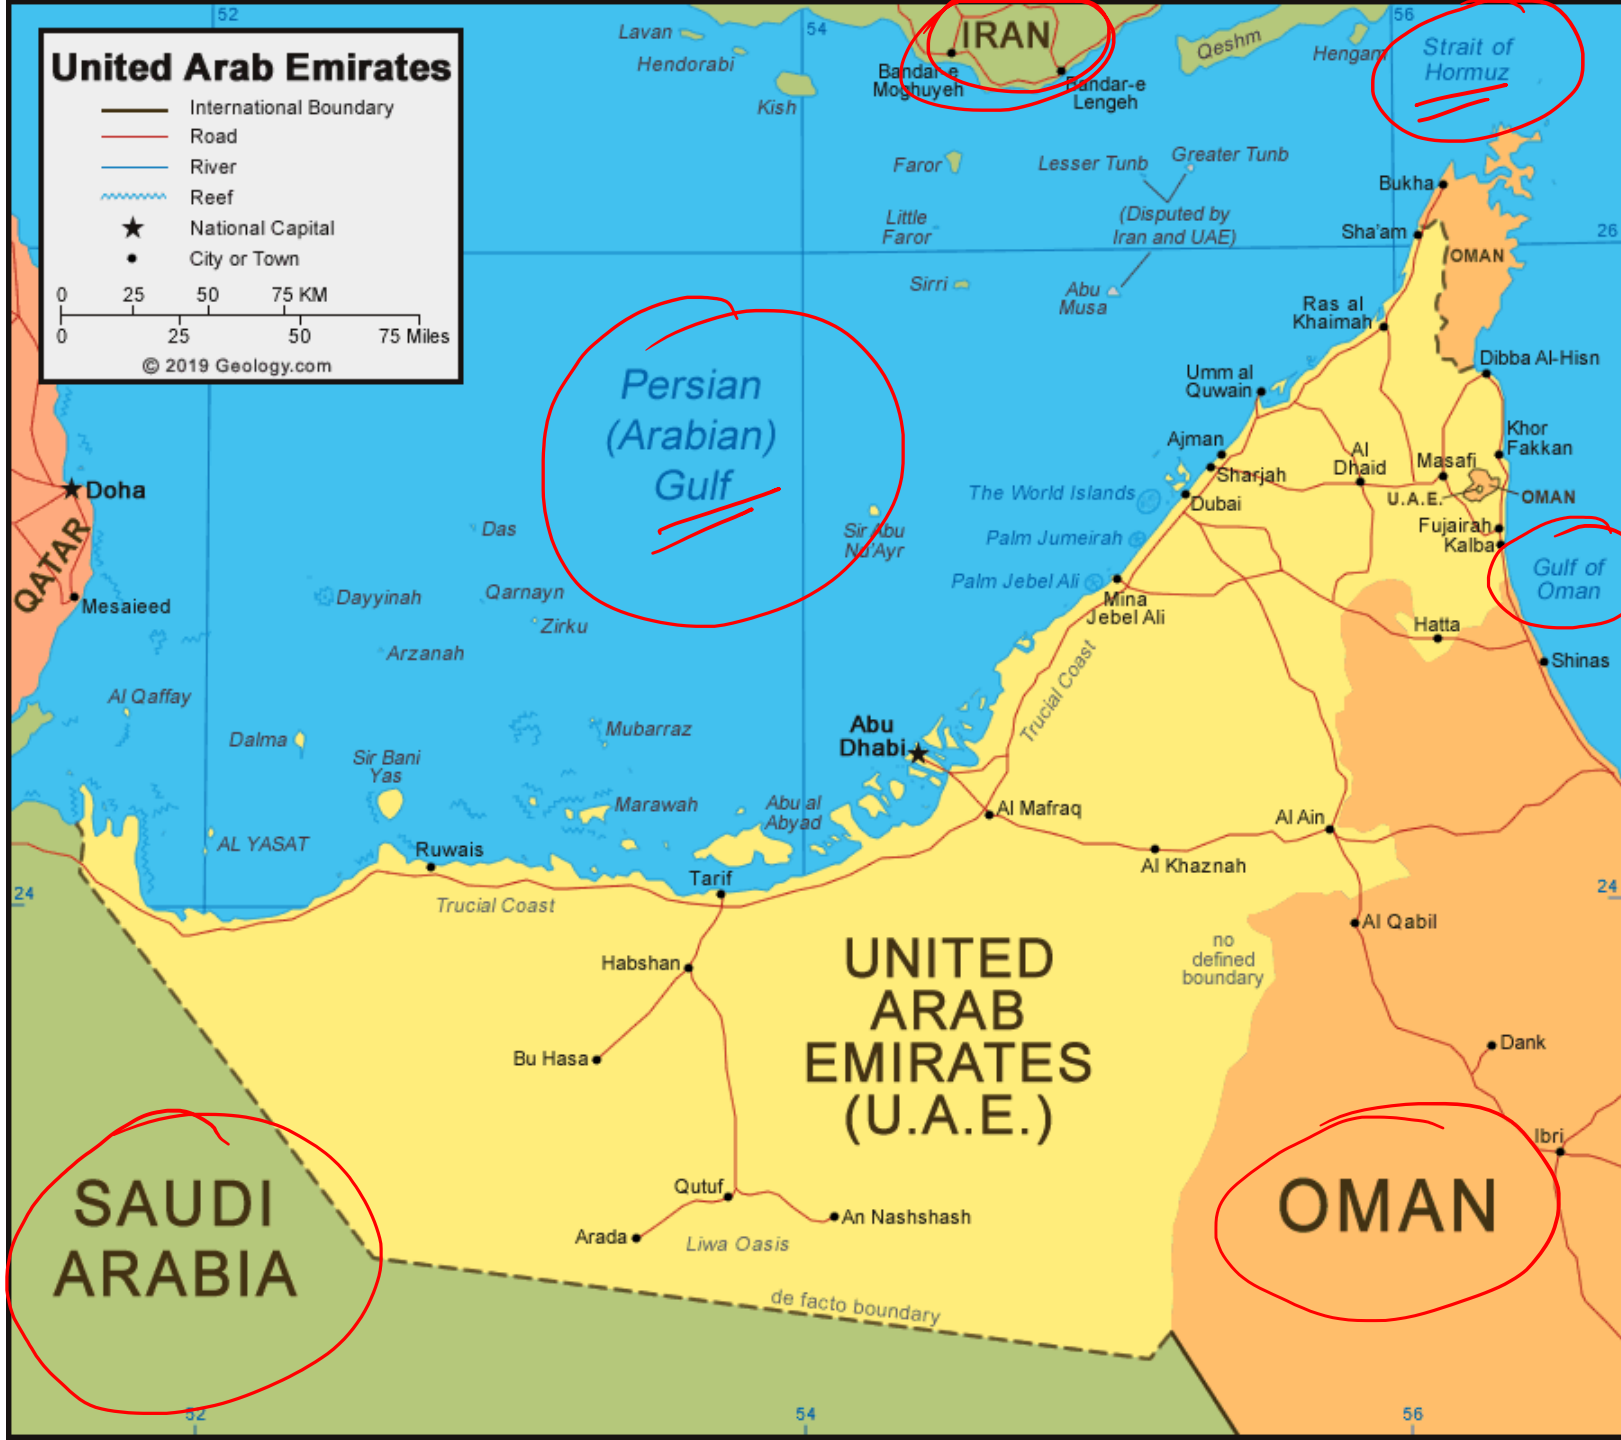 52
54
56
United Arab Emirates
International Boundary
Road
River
Reef
National Capital
City or Town
0 25 50 75 KM
0 25 50 75 Miles
© 2019 Geology.com
Lavan
Hendorabi
Kish
IRAN
Bandar-e
Moghuyeh
Bandar-e
Lengeh
Qeshm
Hengam
Strait of
Hormuz
Faror
Lesser Tunb
Greater Tunb
Little
Faror
(Disputed by
Iran and UAE)
Sirri
Abu
Musa
Bukha
Sha'am
26
OMAN
Ras al
Khaimah
Dibba Al-Hisn
Umm al
Quwain
Persian
(Arabian)
Gulf
Ajman
Sharjah
Al
Dhaid
Masafi
Khor
Fakkan
U.A.E.
OMAN
The World Islands
Dubai
Fujairah
Kalba
Palm Jumeirah
Palm Jebel Ali
Mina
Jebel Ali
Gulf of
Oman
Doha
QATAR
Mesaieed
Das
Sir Abu
Nu'Ayr
Dayyinah
Qarnayn
Zirku
Arzanah
Hatta
Shinas
Al Qaffay
Dalma
Mubarraz
Sir Bani
Yas
Abu
Dhabi
Trucial Coast
Marawah
Abu al
Abyad
Al Mafraq
Al Ain
AL YASAT
Ruwais
Al Khaznah
Tarif
24
24
Trucial Coast
Al Qabil
Habshan
UNITED
ARAB
EMIRATES
(U.A.E.)
no
defined
boundary
Bu Hasa
Dank
Ibri
SAUDI
ARABIA
Qutuf
An Nashshash
Arada
Liwa Oasis
OMAN
de facto boundary
52
54
56